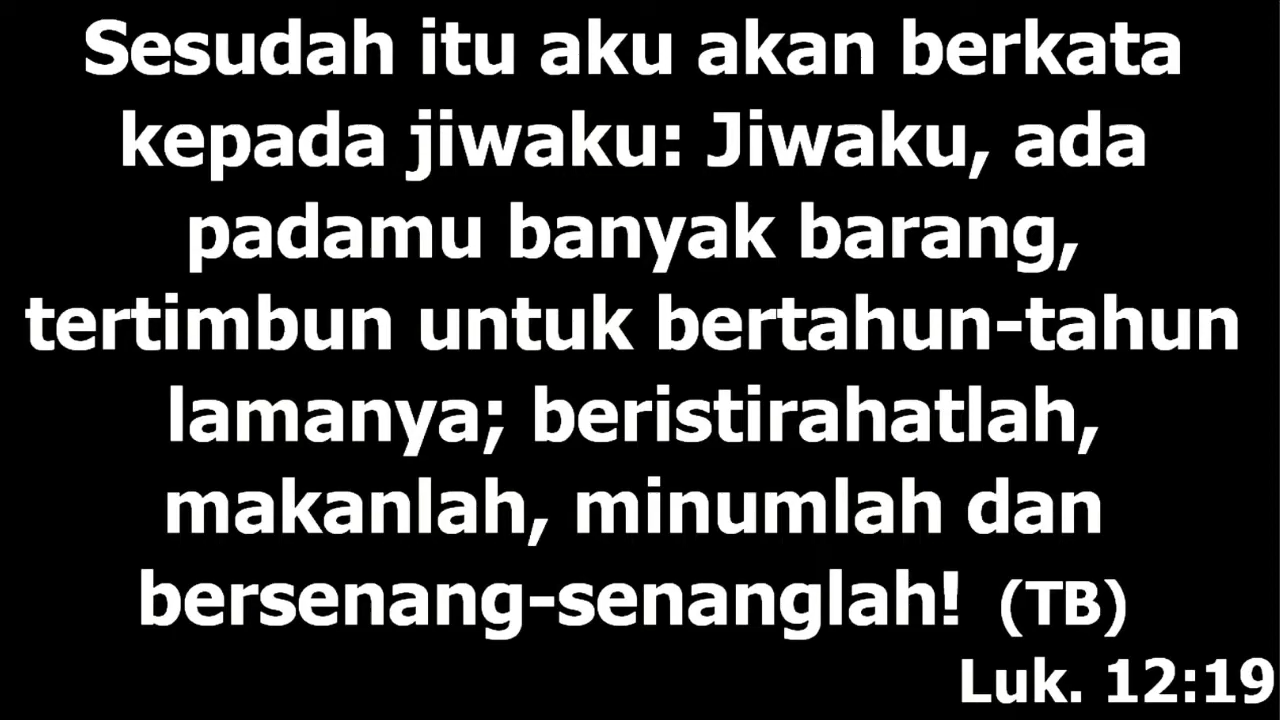 Sesudah itu aku akan berkata
kepada jiwaku: Jiwaku, ada
padamu banyak barang,
tertimbun untuk bertahun-tahun
lamanya; beristirahatlah,
makanlah, minumlah dan
bersenang-senanglah! (TB)
Luk. 12:19